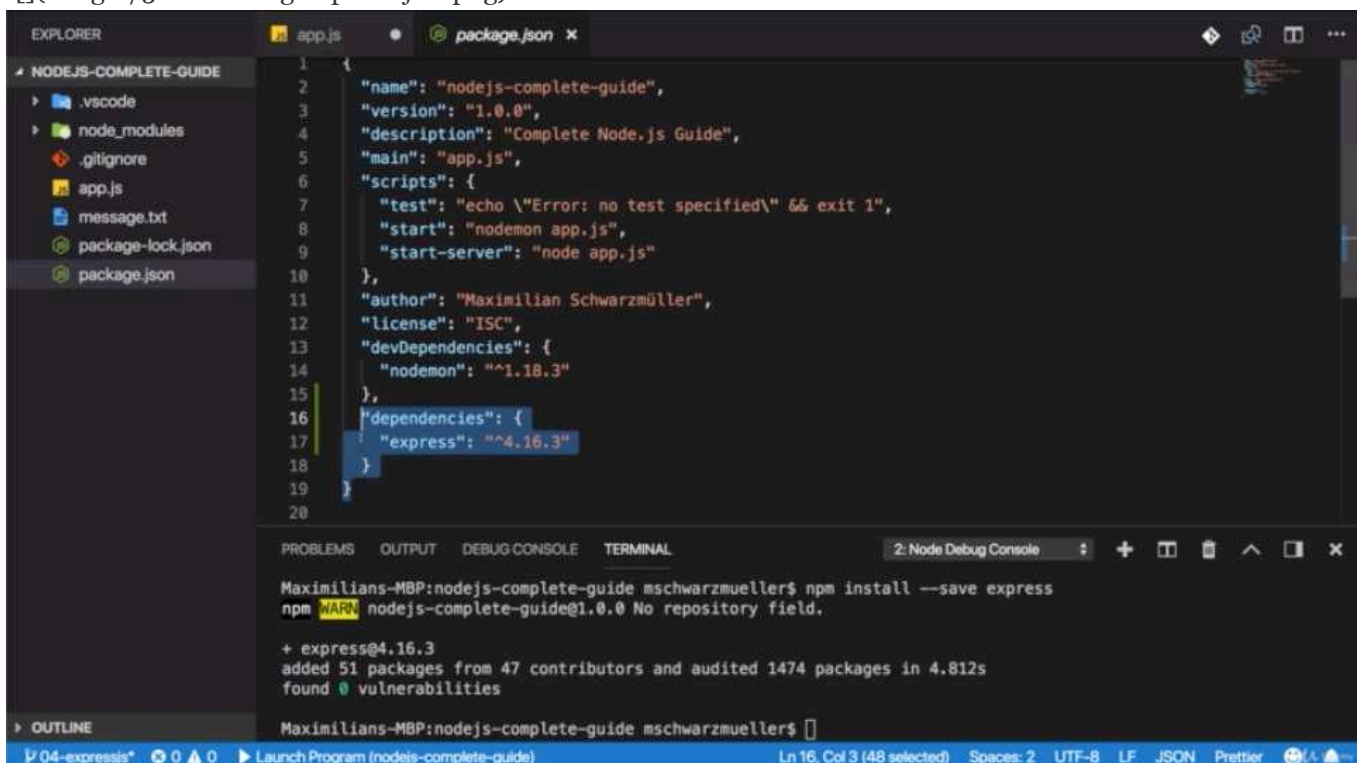 EXPLORER
app.js
package.json
NODEJS-COMPLETE-GUIDE
.vscode
node_modules
.gitignore
app.js
message.txt
package-lock.json
package.json
1 {
2 "name": "nodejs-complete-guide",
3 "version": "1.0.0",
4 "description": "Complete Node.js Guide",
5 "main": "app.js",
6 "scripts": {
7 "test": "echo \"Error: no test specified\" && exit 1",
8 "start": "nodemon app.js",
9 "start-server": "node app.js"
10 },
11 "author": "Maximilian Schwarzmüller",
12 "license": "ISC",
13 "devDependencies": {
14 "nodemon": "^1.18.3"
15 },
16 "dependencies": {
17 "express": "^4.16.3"
18 }
19 }
20
PROBLEMS OUTPUT DEBUG CONSOLE TERMINAL 2: Node Debug Console
Maximilians-MBP:nodejs-complete-guide mschwarzmueller$ npm install --save express
npm WARN nodejs-complete-guide@1.0.0 No repository field.
+ express@4.16.3
added 51 packages from 47 contributors and audited 1474 packages in 4.812s
found 0 vulnerabilities
Maximilians-MBP:nodejs-complete-guide mschwarzmueller$
OUTLINE
04-expressjs* 0 0 Launch Program (nodejs-complete-guide) Ln 16, Col 3 (48 selected) Spaces: 2 UTF-8 LF JSON Prettier